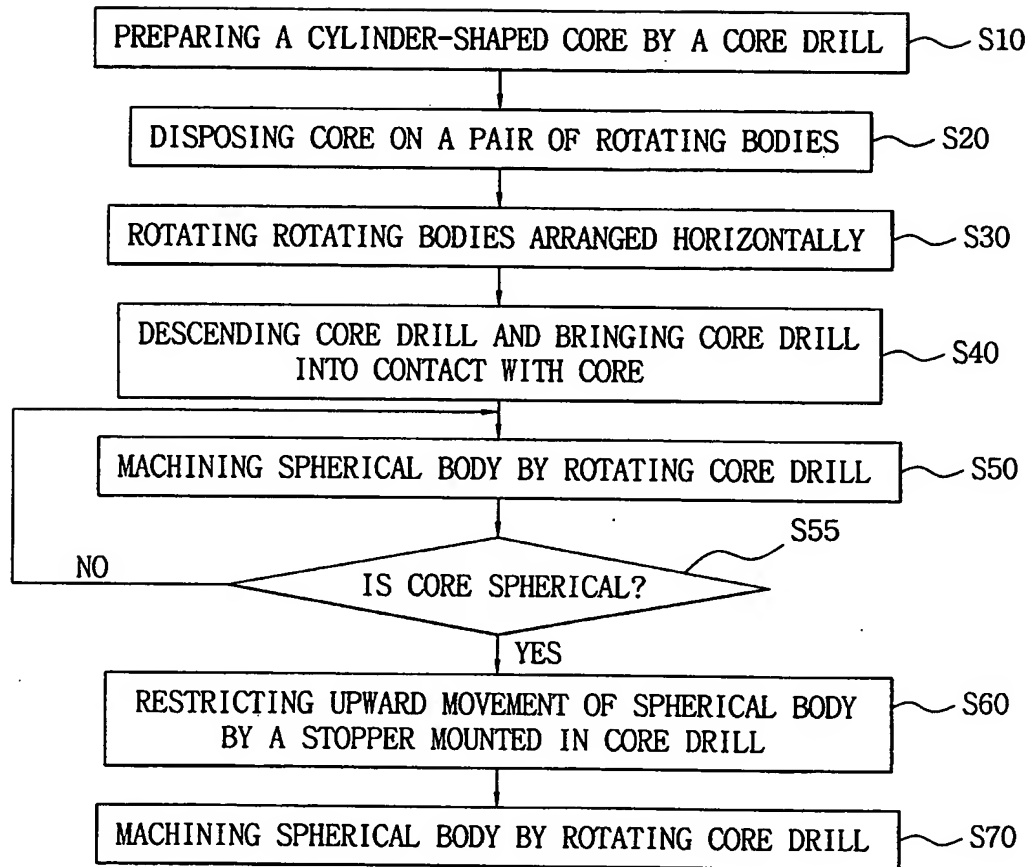 PREPARING A CYLINDER-SHAPED CORE BY A CORE DRILL
S10
DISPOSING CORE ON A PAIR OF ROTATING BODIES
S20
ROTATING ROTATING BODIES ARRANGED HORIZONTALLY
S30
DESCENDING CORE DRILL AND BRINGING CORE DRILL
INTO CONTACT WITH CORE
S40
MACHINING SPHERICAL BODY BY ROTATING CORE DRILL
S50
S55
NO
IS CORE SPHERICAL?
YES
RESTRICTING UPWARD MOVEMENT OF SPHERICAL BODY
BY A STOPPER MOUNTED IN CORE DRILL
S60
MACHINING SPHERICAL BODY BY ROTATING CORE DRILL
S70